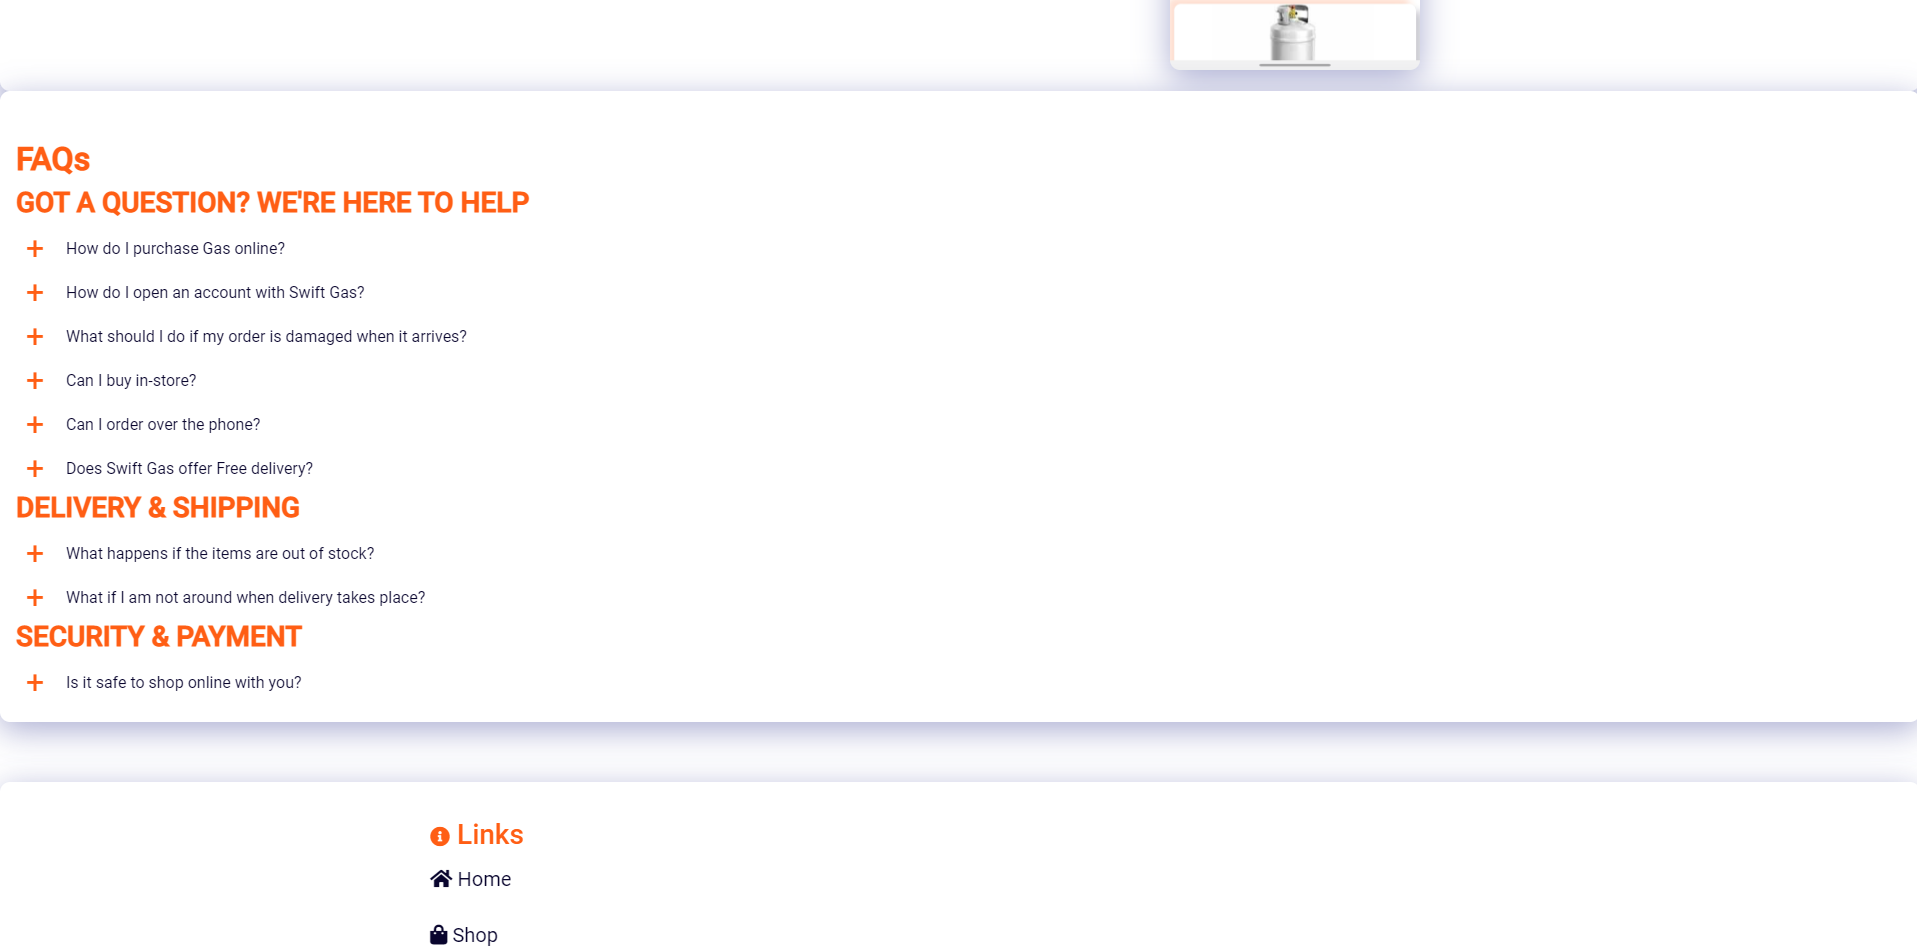 FAQs
GOT A QUESTION? WE'RE HERE TO HELP
How do I purchase Gas online?
How do I open an account with Swift Gas?
What should I do if my order is damaged when it arrives?
Can I buy in-store?
Can I order over the phone?
Does Swift Gas offer Free delivery?
DELIVERY & SHIPPING
What happens if the items are out of stock?
What if I am not around when delivery takes place?
SECURITY & PAYMENT
Is it safe to shop online with you?
Links
Home
Shop